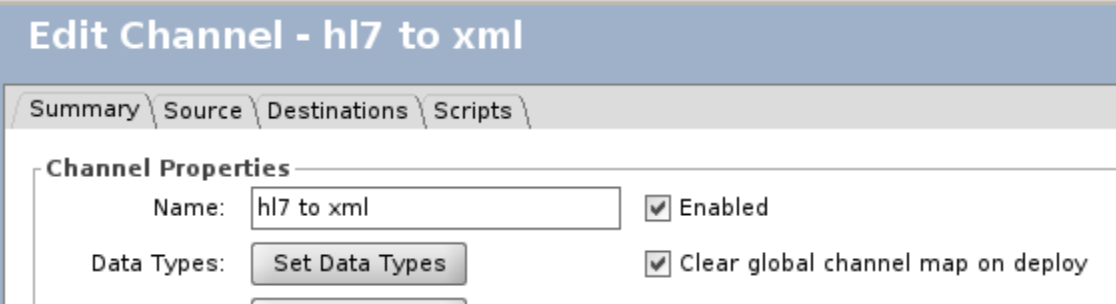 Edit Channel - hl7 to xml
Summary Source Destinations Scripts
Channel Properties
Name: hl7 to xml Enabled
Data Types: Set Data Types Clear global channel map on deploy